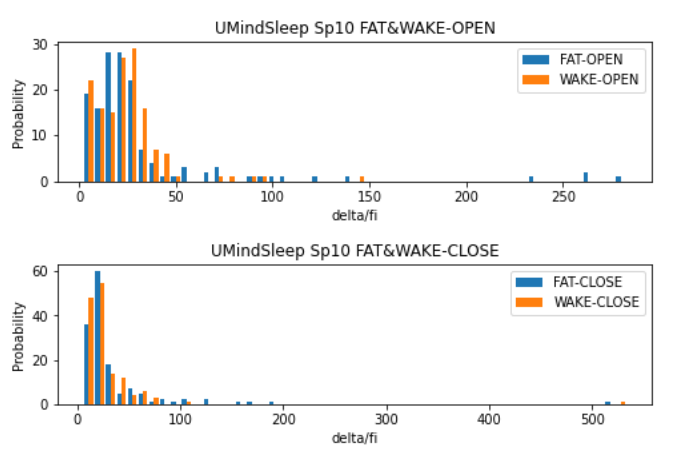 UMindSleep Sp10 FAT&WAKE-OPEN
30
20
10
0
Probability
FAT-OPEN
WAKE-OPEN
0 50 100 150 200 250
delta/fi
UMindSleep Sp10 FAT&WAKE-CLOSE
60
40
20
0
Probability
FAT-CLOSE
WAKE-CLOSE
0 100 200 300 400 500
delta/fi